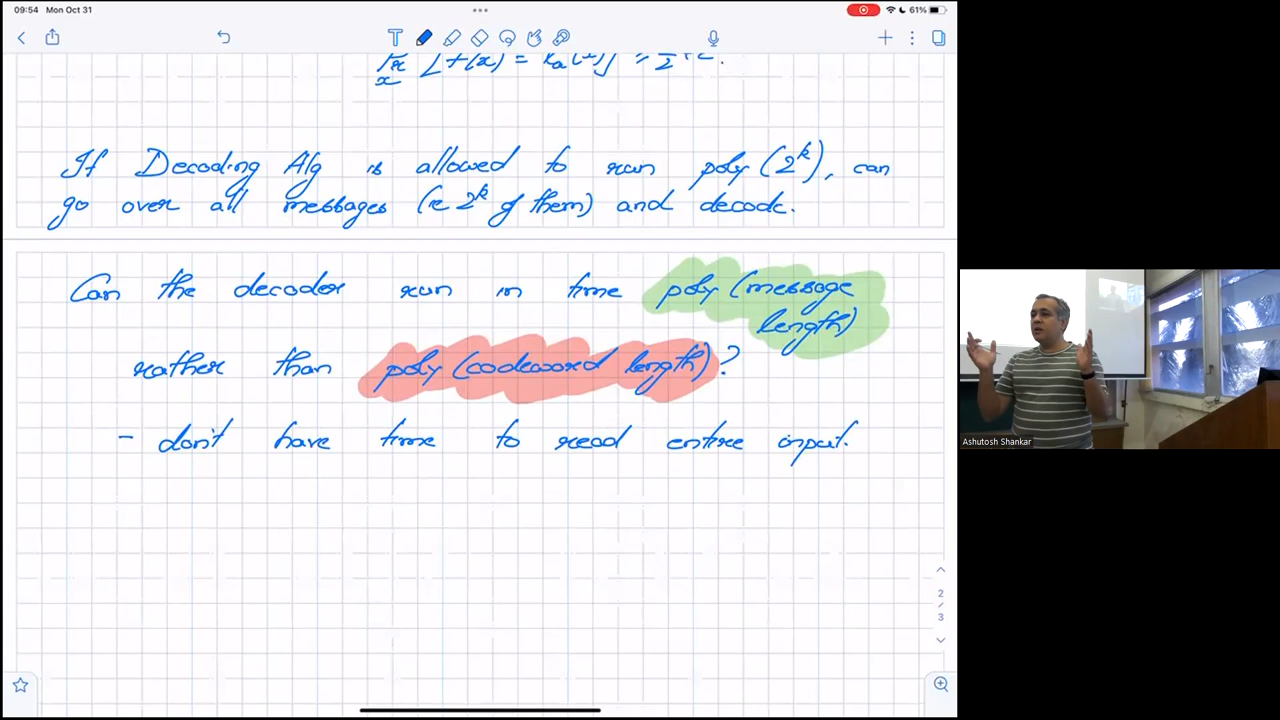 09:54 Mon Oct 31
61%
T
[f(x) =
If Decoding Alg is allowed to run poly (2^k), can
go over all messages (2^k of them) and decode.
Can the decoder run in time poly (message
length)
rather than poly (codeword length)?
- don't have time to read entire input.
2
/
3
Ashutosh Shankar